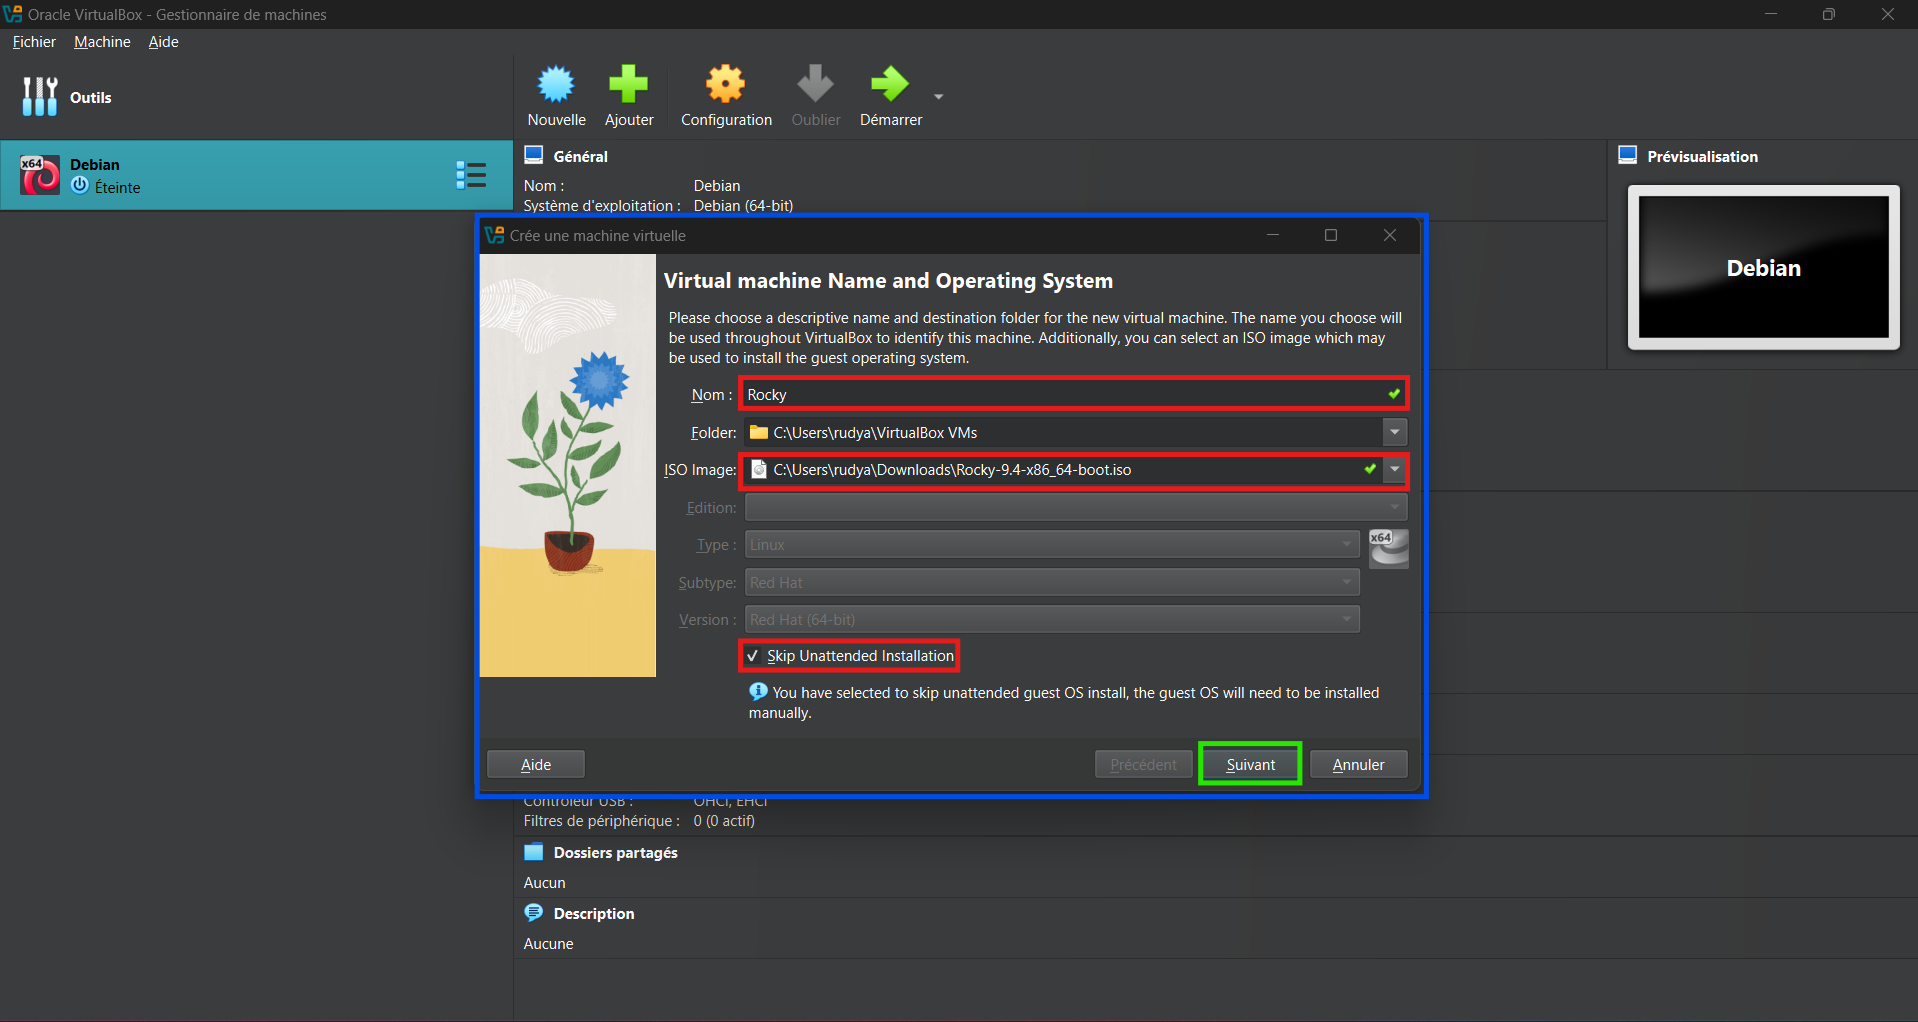 Oracle VirtualBox - Gestionnaire de machines
Fichier Machine Aide
Outils
Nouvelle Ajouter Configuration Oublier Démarrer
x64
Debian
Éteinte
Général
Nom : Debian
Système d'exploitation : Debian (64-bit)
Prévisualisation
Debian
Crée une machine virtuelle
Virtual machine Name and Operating System
Please choose a descriptive name and destination folder for the new virtual machine. The name you choose will
be used throughout VirtualBox to identify this machine. Additionally, you can select an ISO image which may
be used to install the guest operating system.
Nom : Rocky
Folder: C:\Users\rudya\VirtualBox VMs
ISO Image: C:\Users\rudya\Downloads\Rocky-9.4-x86_64-boot.iso
Edition:
Type : Linux
x64
Subtype: Red Hat
Version : Red Hat (64-bit)
Skip Unattended Installation
You have selected to skip unattended guest OS install, the guest OS will need to be installed
manually.
Aide Précédent Suivant Annuler
Contrôleur USB : OHCI, EHCI
Filtres de périphérique : 0 (0 actif)
Dossiers partagés
Aucun
Description
Aucune